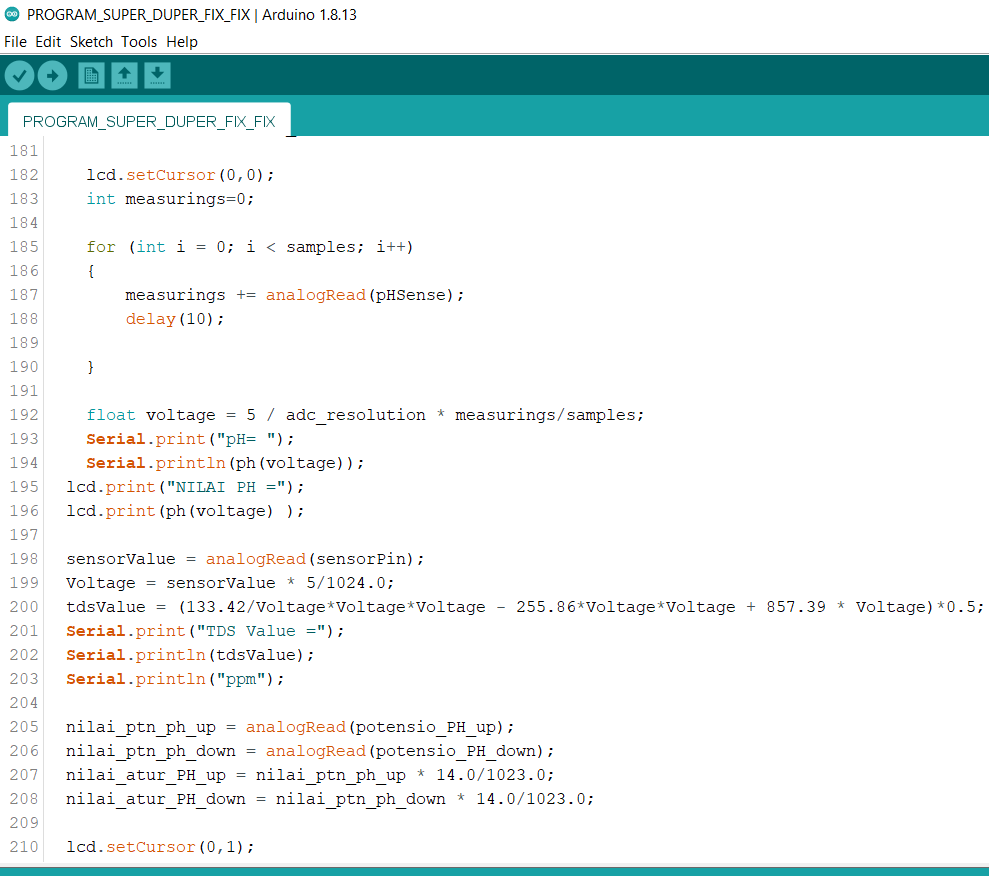 PROGRAM_SUPER_DUPER_FIX_FIX | Arduino 1.8.13
File Edit Sketch Tools Help
PROGRAM_SUPER_DUPER_FIX_FIX
181
182 lcd.setCursor(0,0);
183 int measurings=0;
184
185 for (int i = 0; i < samples; i++)
186 {
187 measurings += analogRead(pHSense);
188 delay(10);
189
190 }
191
192 float voltage = 5 / adc_resolution * measurings/samples;
193 Serial.print("pH= ");
194 Serial.println(ph(voltage));
195 lcd.print("NILAI PH =");
196 lcd.print(ph(voltage) );
197
198 sensorValue = analogRead(sensorPin);
199 Voltage = sensorValue * 5/1024.0;
200 tdsValue = (133.42/Voltage*Voltage*Voltage - 255.86*Voltage*Voltage + 857.39 * Voltage)*0.5;
201 Serial.print("TDS Value =");
202 Serial.println(tdsValue);
203 Serial.println("ppm");
204
205 nilai_ptn_ph_up = analogRead(potensio_PH_up);
206 nilai_ptn_ph_down = analogRead(potensio_PH_down);
207 nilai_atur_PH_up = nilai_ptn_ph_up * 14.0/1023.0;
208 nilai_atur_PH_down = nilai_ptn_ph_down * 14.0/1023.0;
209
210 lcd.setCursor(0,1);